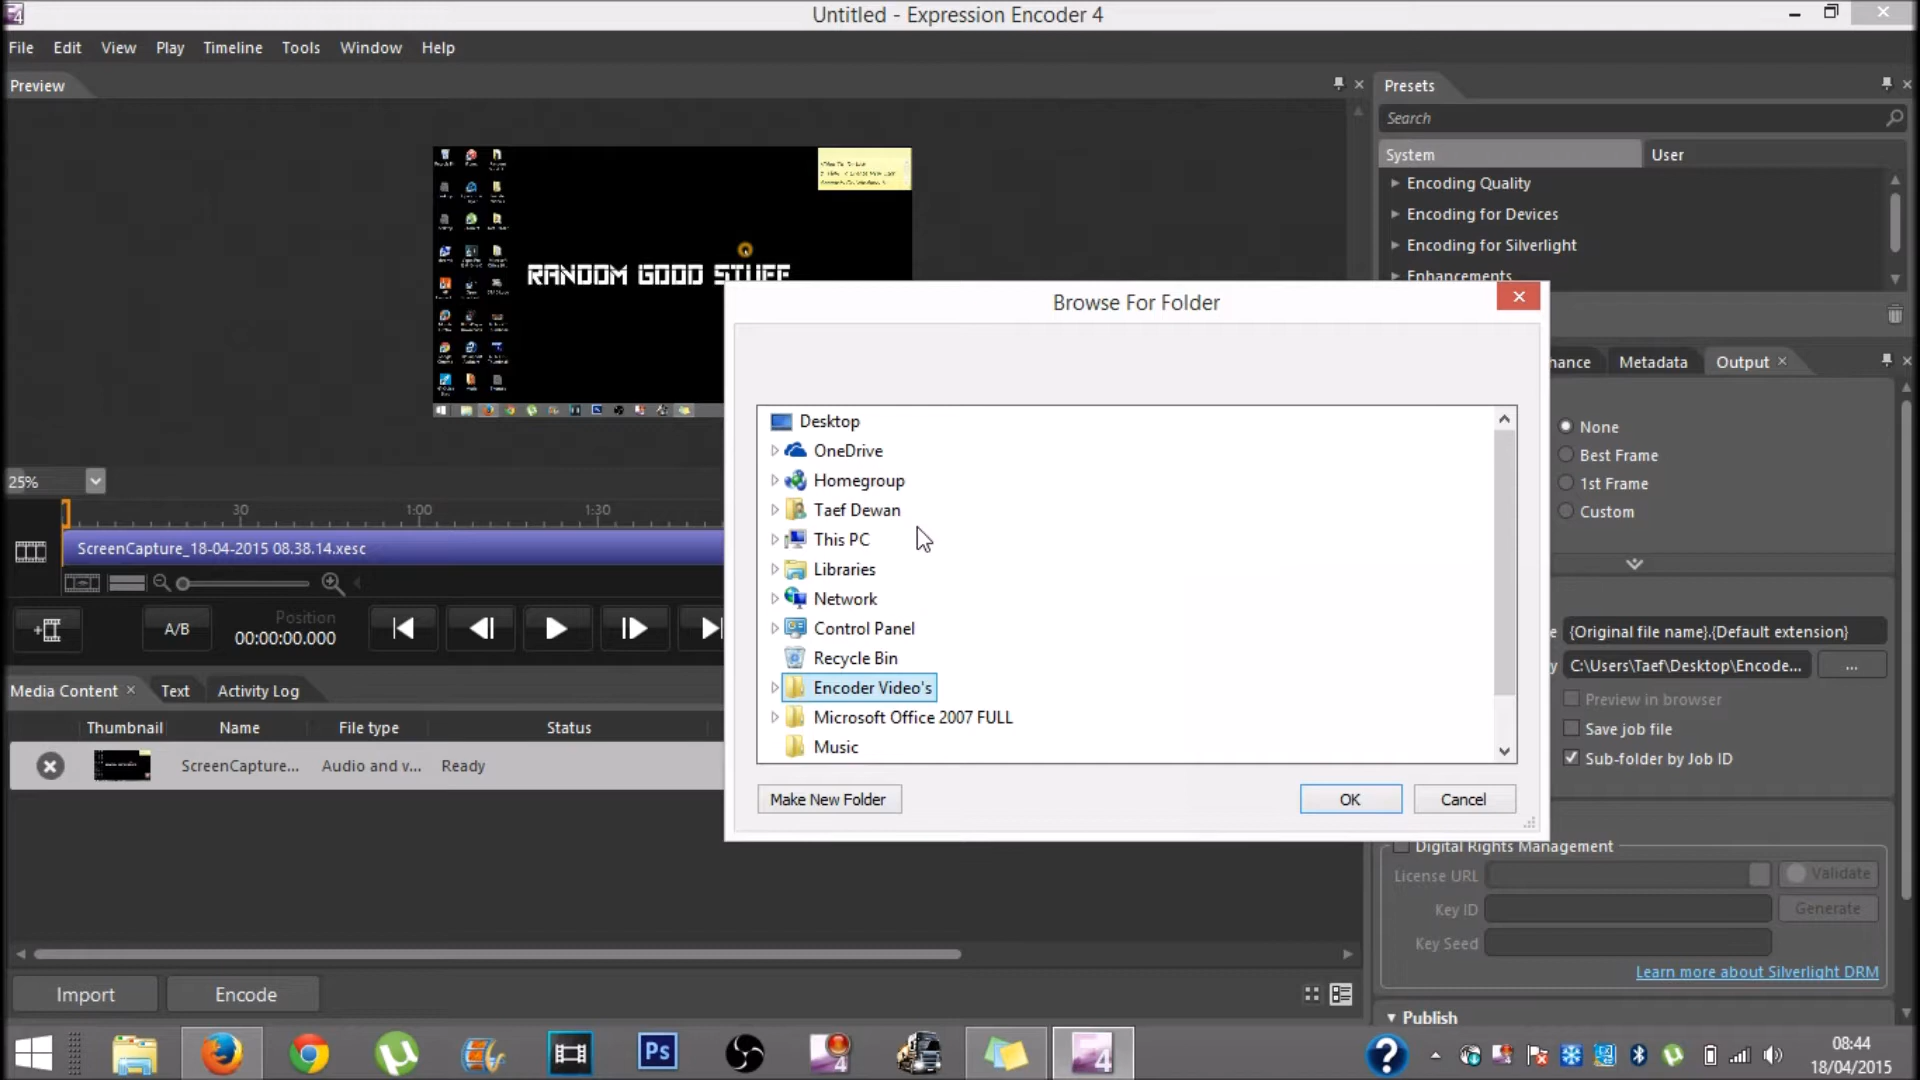 Untitled - Expression Encoder 4
File Edit View Play Timeline Tools Window Help
Preview
Presets
Search
System User
Encoding Quality
Encoding for Devices
Encoding for Silverlight
Enhancements
RANDOM GOOD STUFF
Browse For Folder
Desktop
OneDrive
Homegroup
Taef Dewan
This PC
Libraries
Network
Control Panel
Recycle Bin
Encoder Video's
Microsoft Office 2007 FULL
Music
Make New Folder OK Cancel
hance Metadata Output
None
Best Frame
1st Frame
Custom
{Original file name}.{Default extension}
C:\Users\Taef\Desktop\Encode... ...
Preview in browser
Save job file
Sub-folder by Job ID
25%
30 1:00 1:30
ScreenCapture_18-04-2015 08.38.14.xesc
A/B Position
00:00:00.000
Media Content Text Activity Log
Thumbnail Name File type Status
ScreenCapture... Audio and v... Ready
Digital Rights Management
License URL Validate
Key ID Generate
Key Seed
Learn more about Silverlight DRM
Import Encode
Publish
Ps
4
4
08:44
18/04/2015